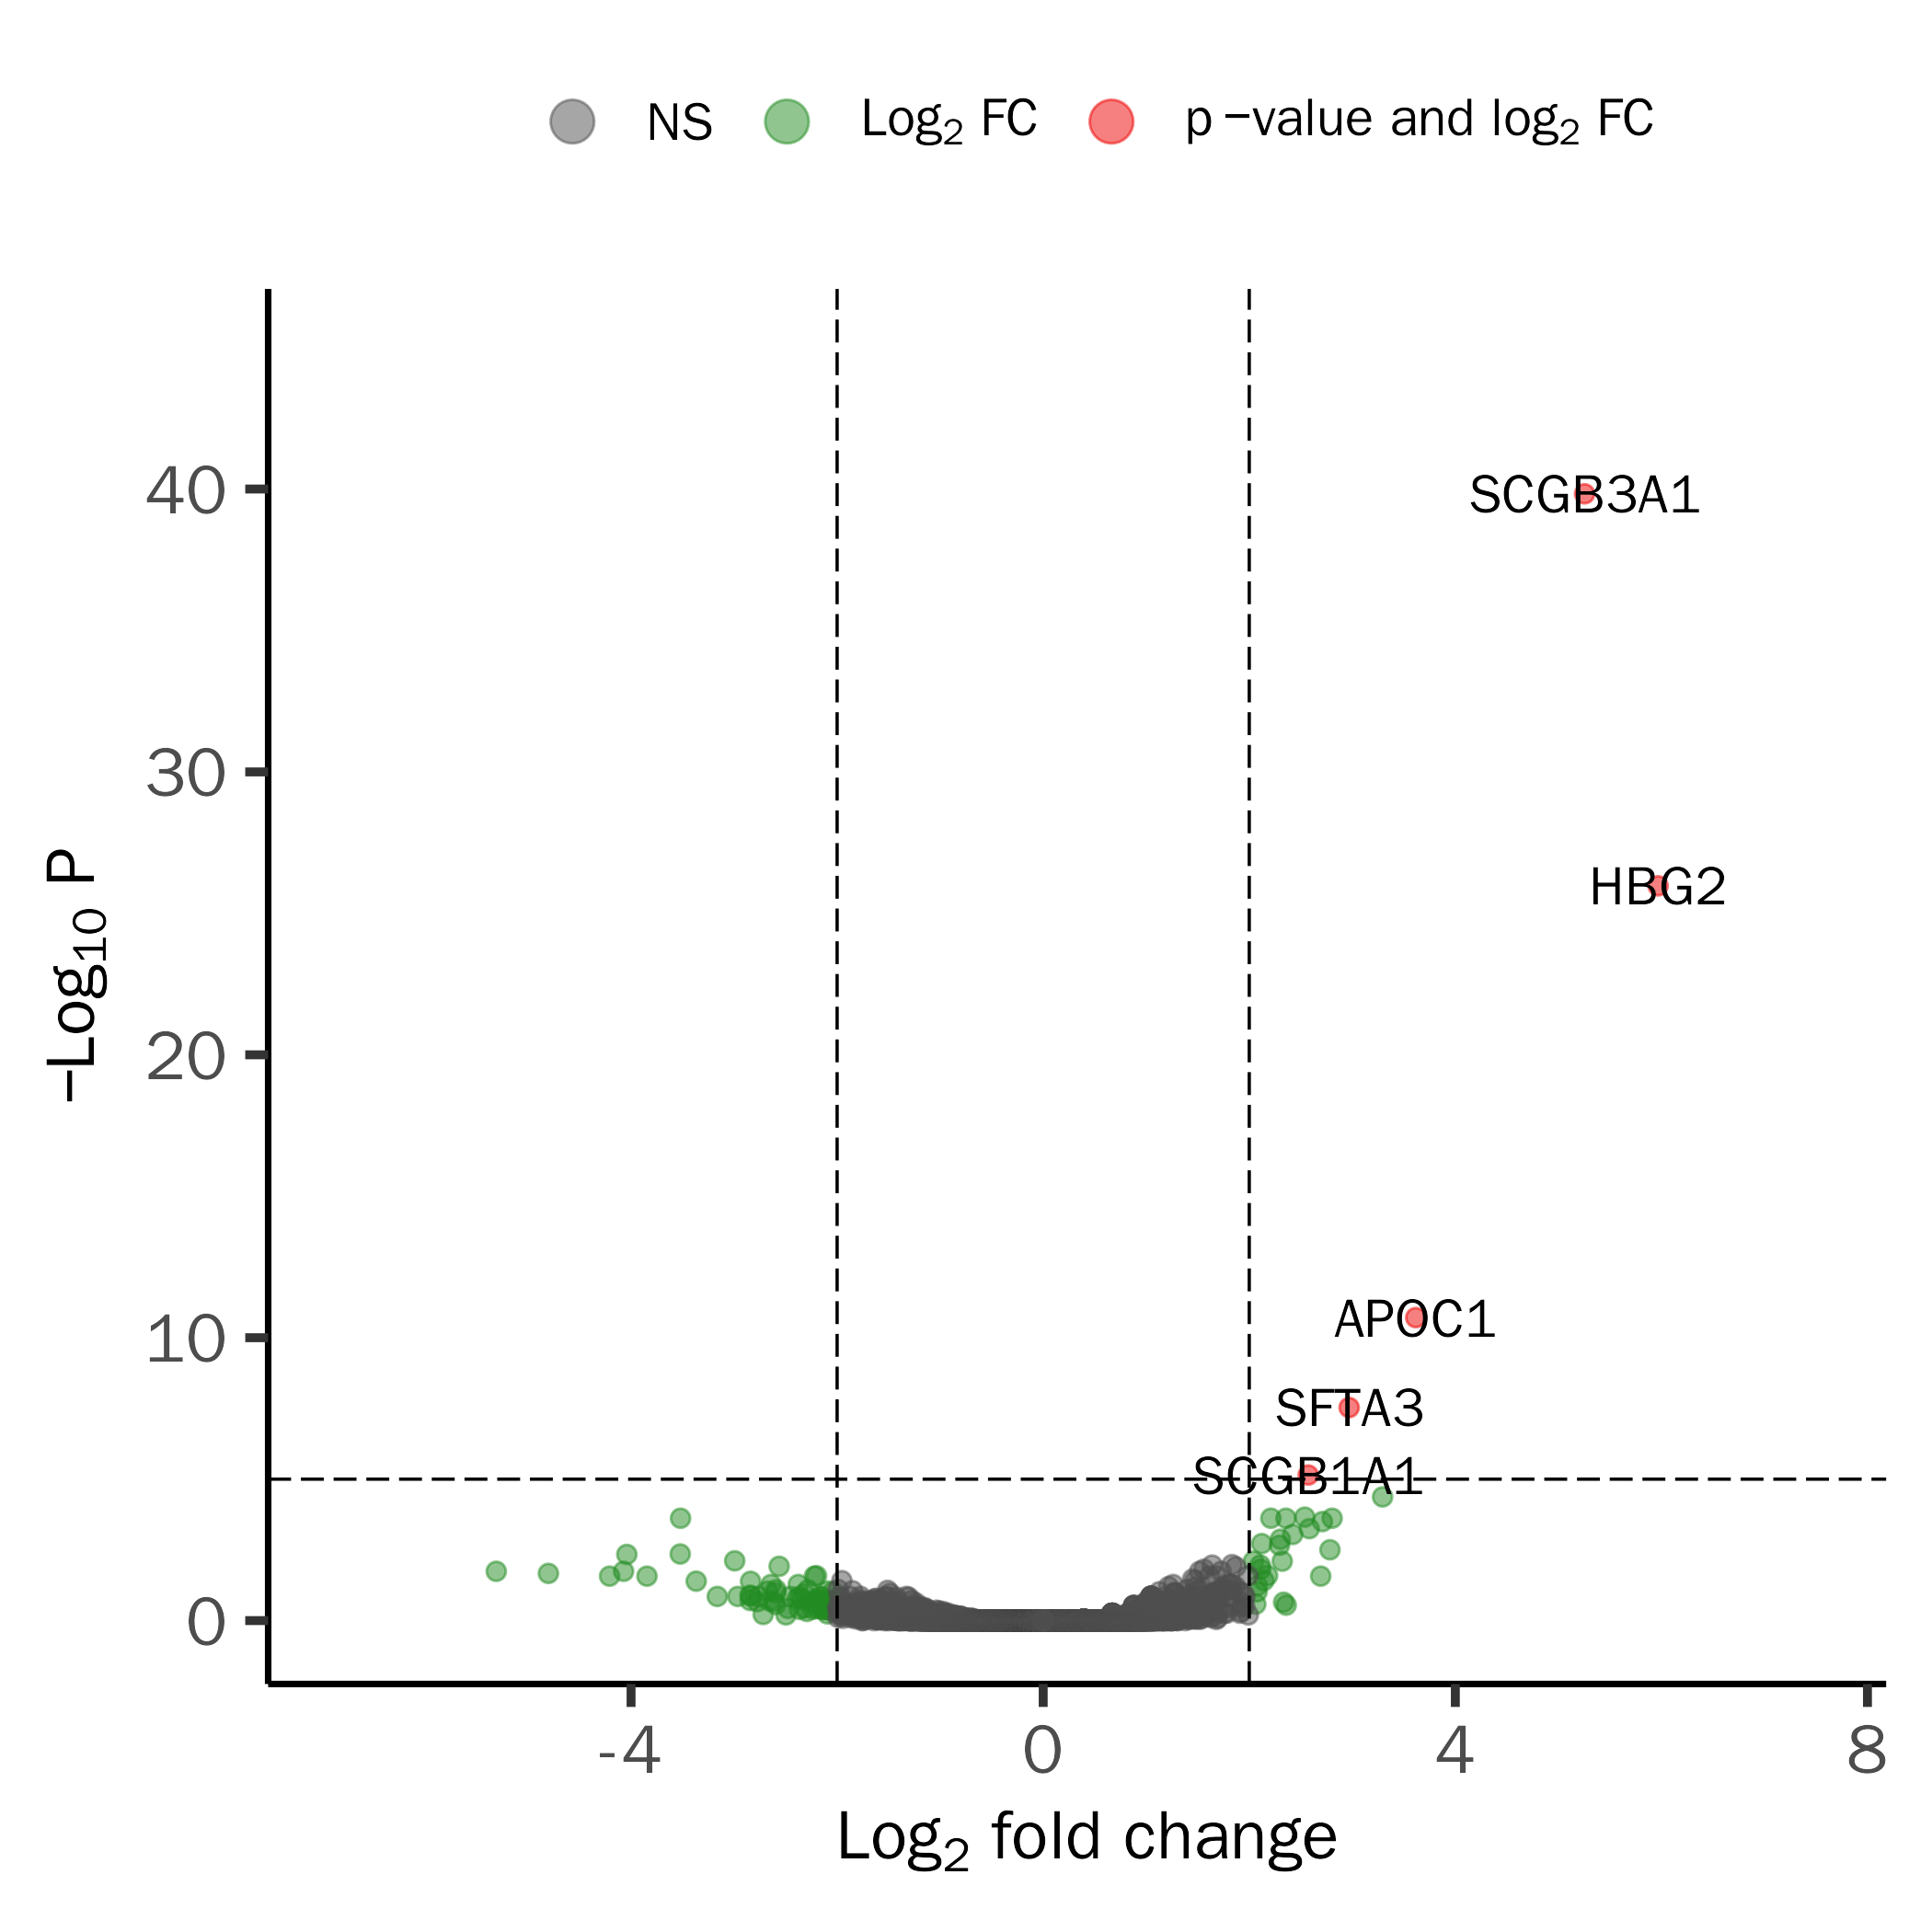 NS Log₂ FC p −value and log₂ FC
−Log₁₀ P
40
30
20
10
0
SCGB3A1
HBG2
APOC1
SFTA3
SCGB1A1
-4 0 4 8
Log₂ fold change